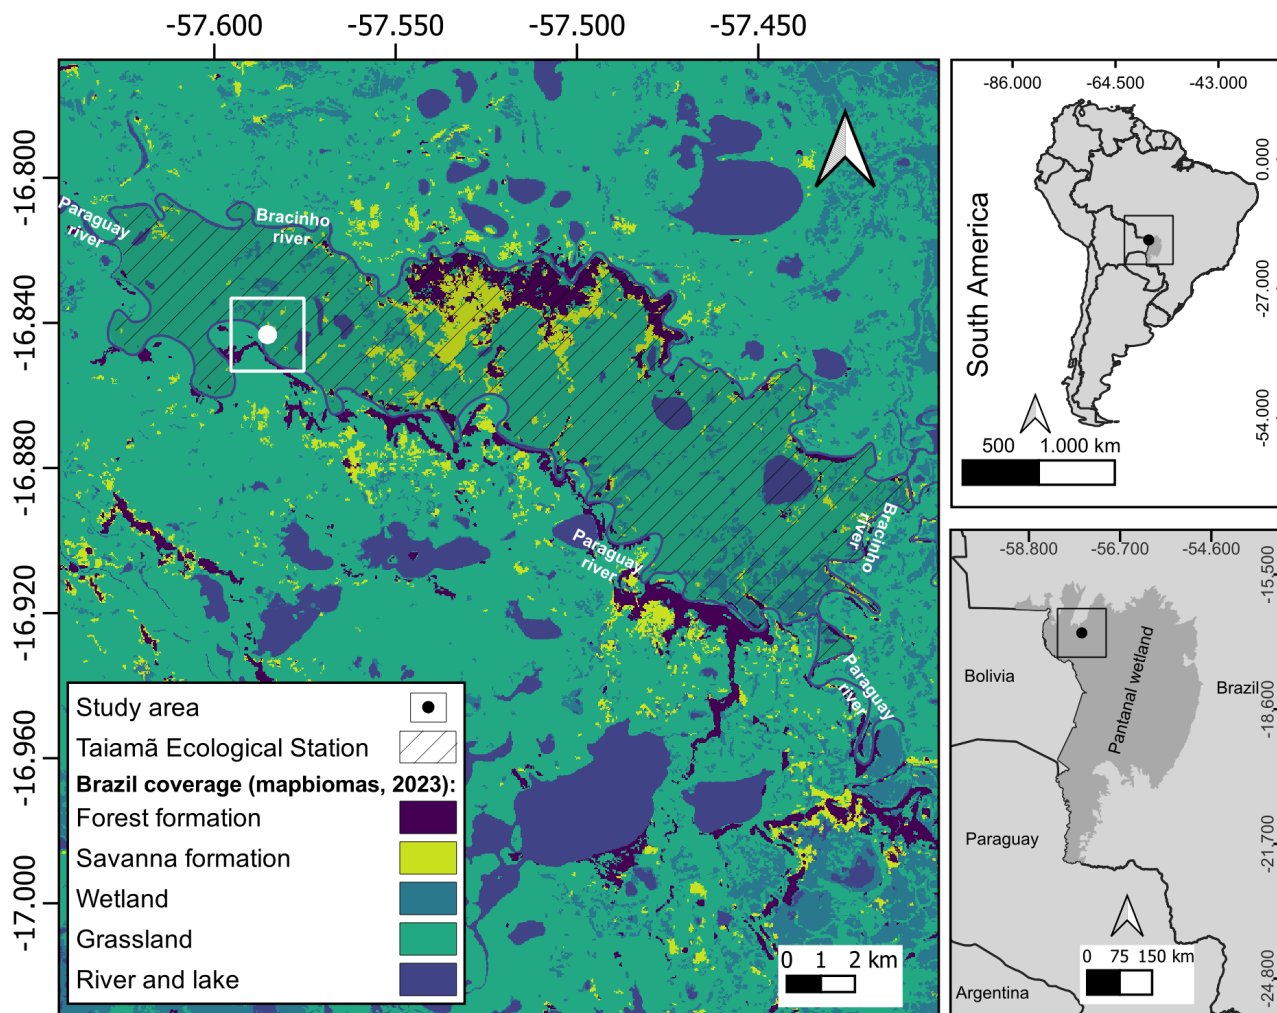 -57.600
-57.550
-57.500
-57.450
-16.800
-16.840
-16.880
-16.920
-16.960
-17.000
Paraguay
river
Bracinho
river
Paraguay
river
Bracinho
river
Paraguay
river
Study area
Taiamã Ecological Station
Brazil coverage (mapbiomas, 2023):
Forest formation
Savanna formation
Wetland
Grassland
River and lake
0 1 2 km
-86.000
-64.500
-43.000
0.000
-27.000
-54.000
South America
500 1.000 km
-58.800
-56.700
-54.600
-15.500
-18.600
-21.700
-24.800
Bolivia
Pantanal wetland
Brazil
Paraguay
Argentina
0 75 150 km